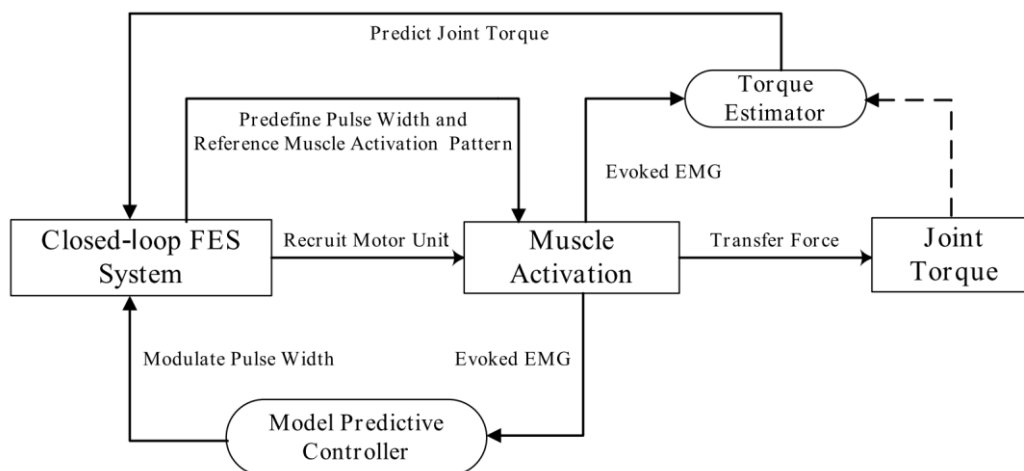 Predict Joint Torque
Torque
Estimator
Predefine Pulse Width and
Reference Muscle Activation Pattern
Evoked EMG
Closed-loop FES
System
Recruit Motor Unit
Muscle
Activation
Transfer Force
Joint
Torque
Modulate Pulse Width
Evoked EMG
Model Predictive
Controller